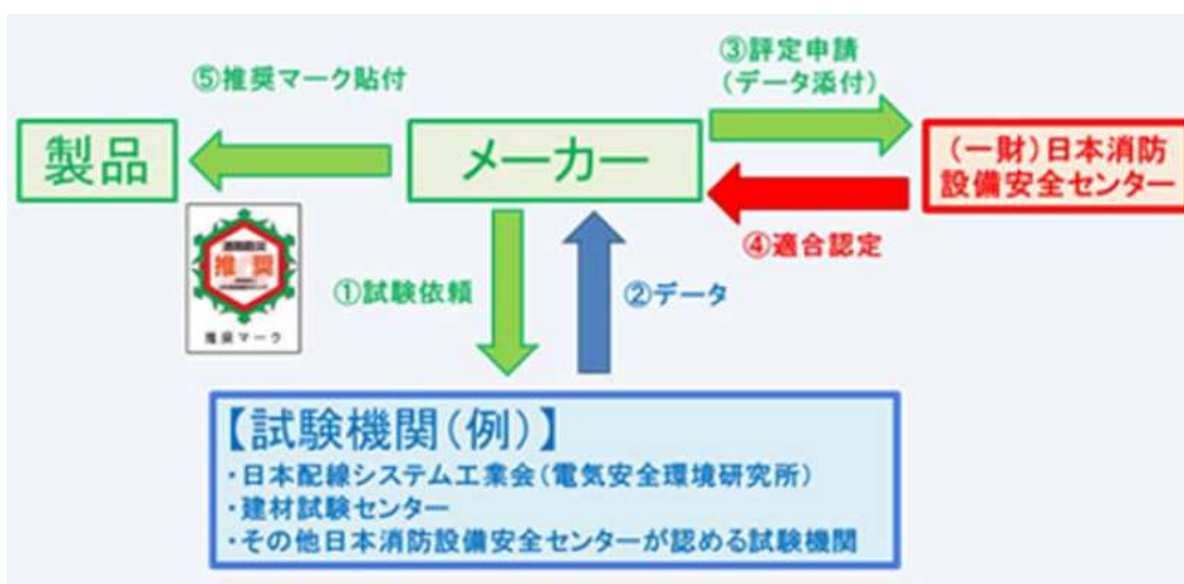 ⑤推奨マーク貼付
③評定申請
(データ添付)
製品
メーカー
(一財)日本消防
設備安全センター
④適合認定
推奨
推奨マーク
①試験依頼
②データ
【試験機関(例)】
・日本配線システム工業会(電気安全環境研究所)
・建材試験センター
・その他日本消防設備安全センターが認める試験機関